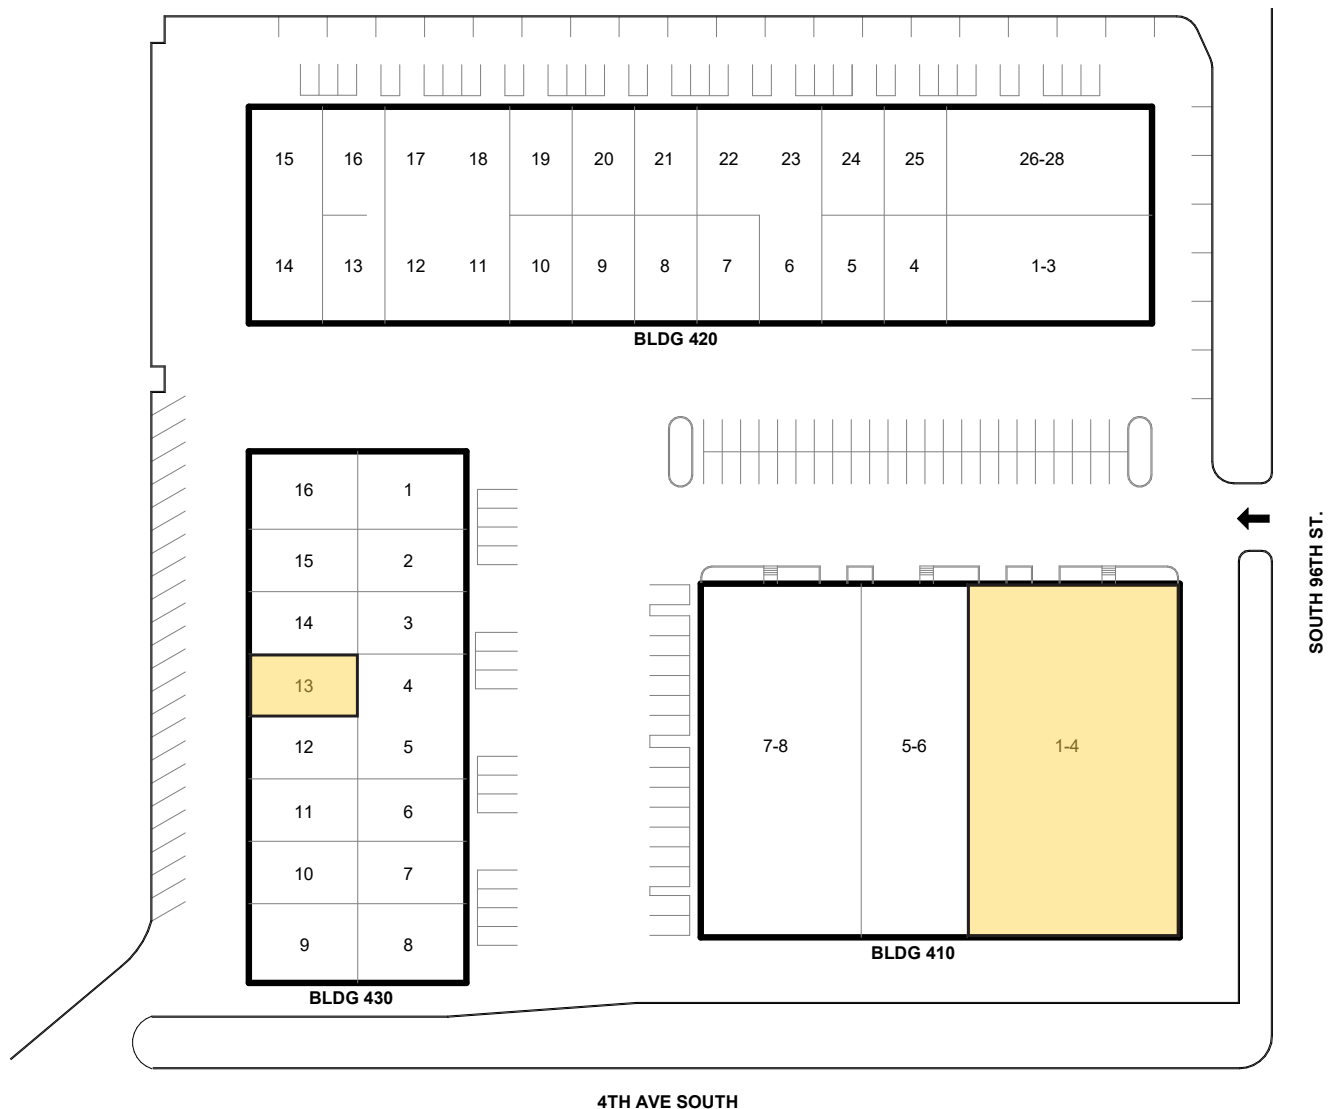 15 16 17 18 19 20 21 22 23 24 25 26-28
14 13 12 11 10 9 8 7 6 5 4 1-3
BLDG 420
16 1
15 2
14 3
13 4
12 5
11 6
10 7
9 8
BLDG 430
7-8 5-6 1-4
BLDG 410
SOUTH 96TH ST.
4TH AVE SOUTH